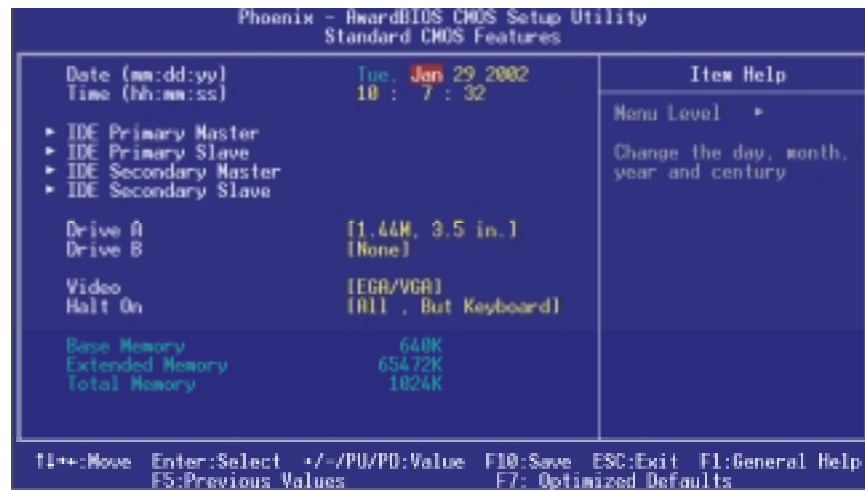 Phoenix - AwardBIOS CMOS Setup Utility
Standard CMOS Features
Date (mm:dd:yy) Tue, Jan 29 2002
Time (hh:mm:ss) 10 : 7 : 32
► IDE Primary Master
► IDE Primary Slave
► IDE Secondary Master
► IDE Secondary Slave
Drive A [1.44M, 3.5 in.]
Drive B [None]
Video [EGA/VGA]
Halt On [All , But Keyboard]
Base Memory 640K
Extended Memory 65472K
Total Memory 1024K
Item Help
Menu Level ►
Change the day, month,
year and century
↑↓→←:Move Enter:Select +/-/PU/PD:Value F10:Save ESC:Exit F1:General Help
F5:Previous Values F7: Optimized Defaults